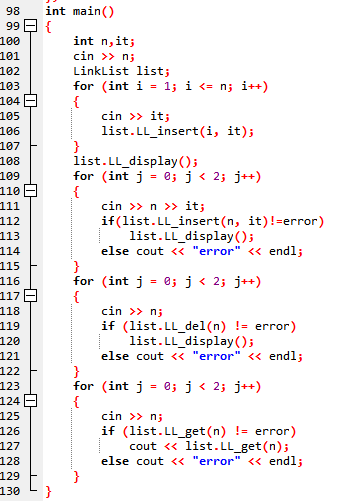 98 int main()
99 {
100 int n,it;
101 cin >> n;
102 LinkList list;
103 for (int i = 1; i <= n; i++)
104 {
105 cin >> it;
106 list.LL_insert(i, it);
107 }
108 list.LL_display();
109 for (int j = 0; j < 2; j++)
110 {
111 cin >> n >> it;
112 if(list.LL_insert(n, it)!=error)
113 list.LL_display();
114 else cout << "error" << endl;
115 }
116 for (int j = 0; j < 2; j++)
117 {
118 cin >> n;
119 if (list.LL_del(n) != error)
120 list.LL_display();
121 else cout << "error" << endl;
122 }
123 for (int j = 0; j < 2; j++)
124 {
125 cin >> n;
126 if (list.LL_get(n) != error)
127 cout << list.LL_get(n);
128 else cout << "error" << endl;
129 }
130 }